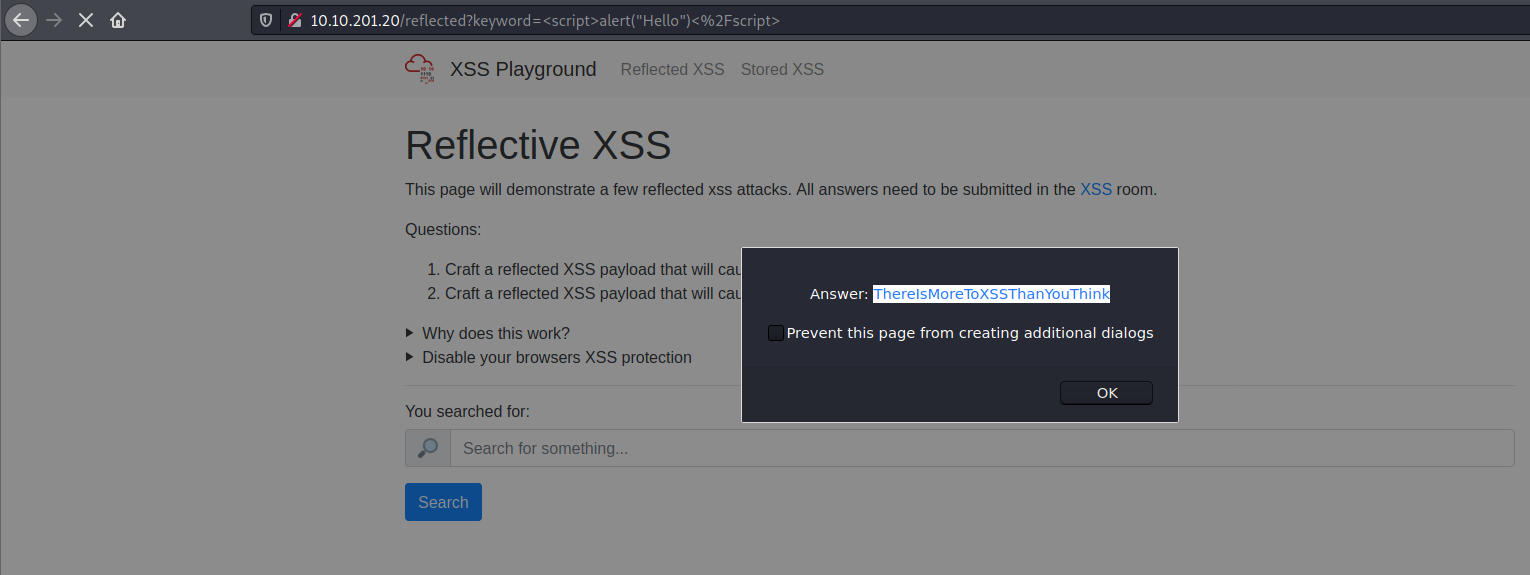 10.10.201.20/reflected?keyword=<script>alert("Hello")<%2Fscript>
XSS Playground Reflected XSS Stored XSS
Reflective XSS
This page will demonstrate a few reflected xss attacks. All answers need to be submitted in the XSS room.
Questions:
1. Craft a reflected XSS payload that will cau
2. Craft a reflected XSS payload that will cau
Answer: ThereIsMoreToXSSThanYouThink
Prevent this page from creating additional dialogs
OK
Why does this work?
Disable your browsers XSS protection
You searched for:
Search for something...
Search